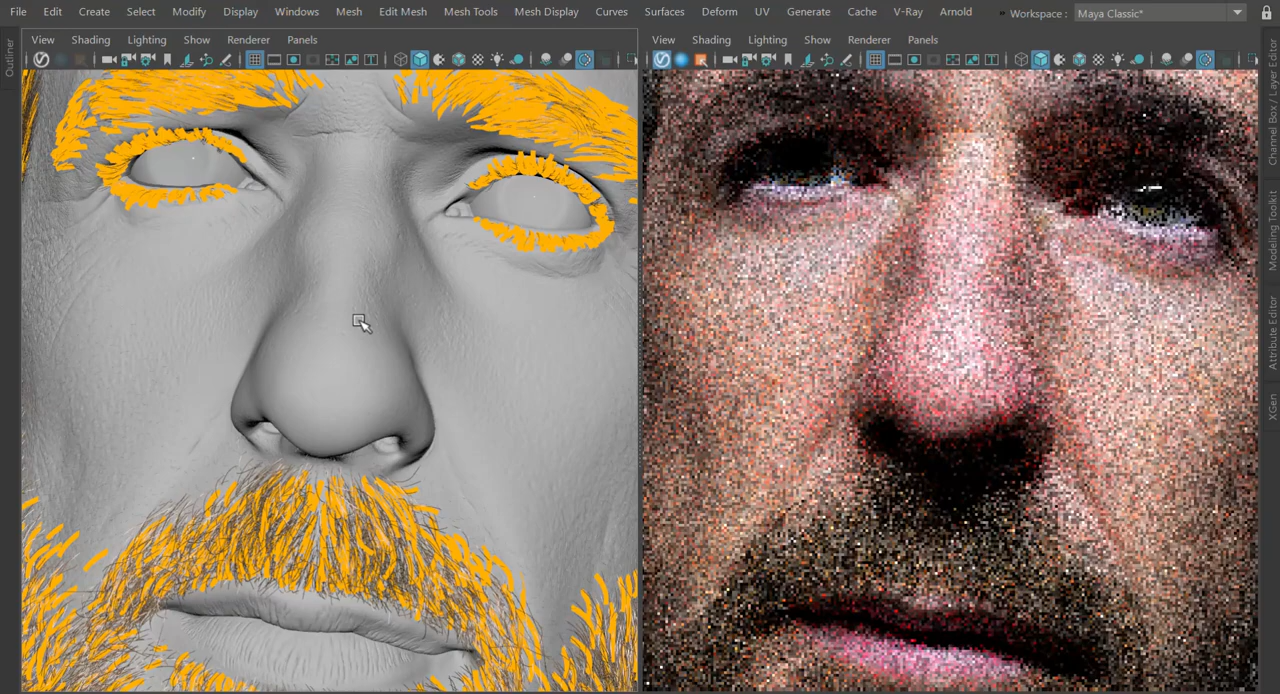 File Edit Create Select Modify Display Windows Mesh Edit Mesh Mesh Tools Mesh Display Curves Surfaces Deform UV Generate Cache V-Ray Arnold Workspace : Maya Classic*
View Shading Lighting Show Renderer Panels
View Shading Lighting Show Renderer Panels
Outliner
Channel Box / Layer Editor
Modeling Toolkit
Attribute Editor
XGen